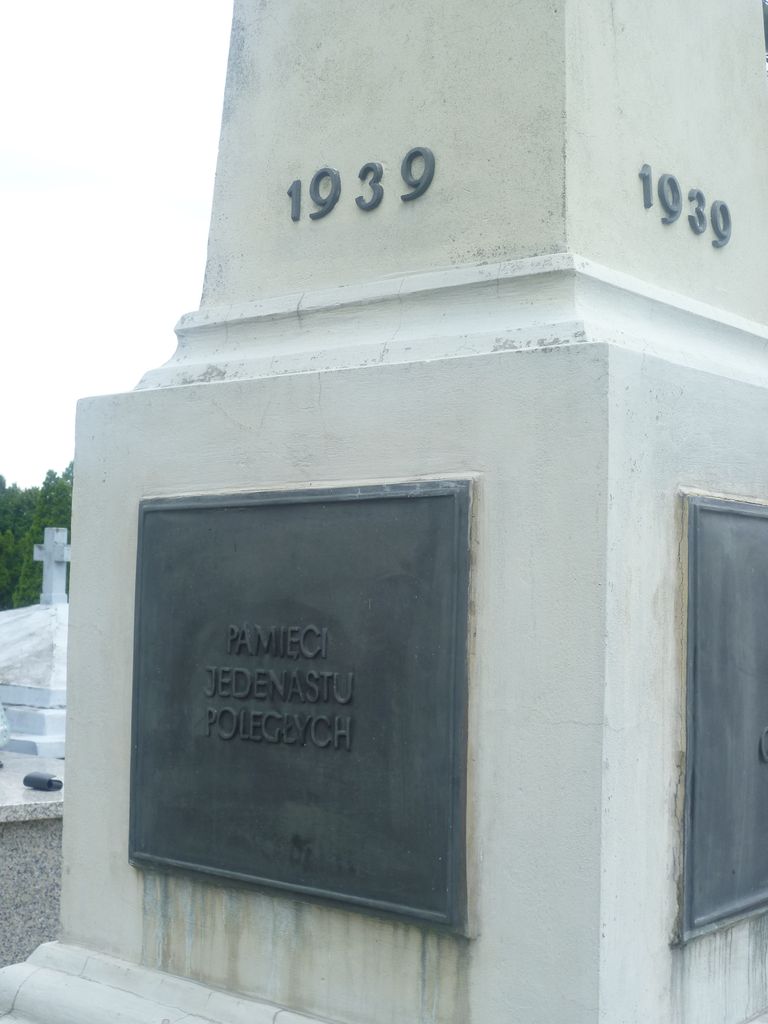 1939
1939
PAMIĘCI
JEDENASTU
POLEGŁYCH